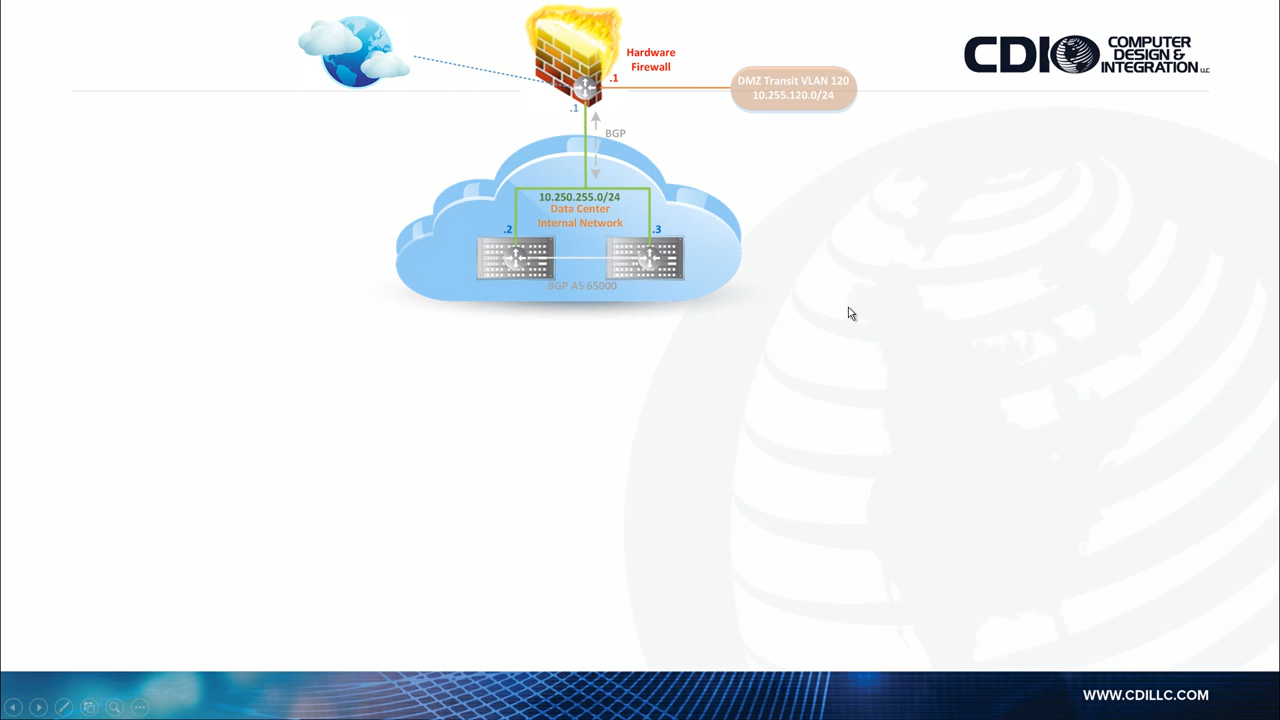 Hardware
Firewall
.1
.1
DMZ Transit VLAN 120
10.255.120.0/24
BGP
10.250.255.0/24
Data Center
Internal Network
.2
.3
BGP AS 65000
CDI
COMPUTER
DESIGN &
INTEGRATION LLC
WWW.CDILLC.COM